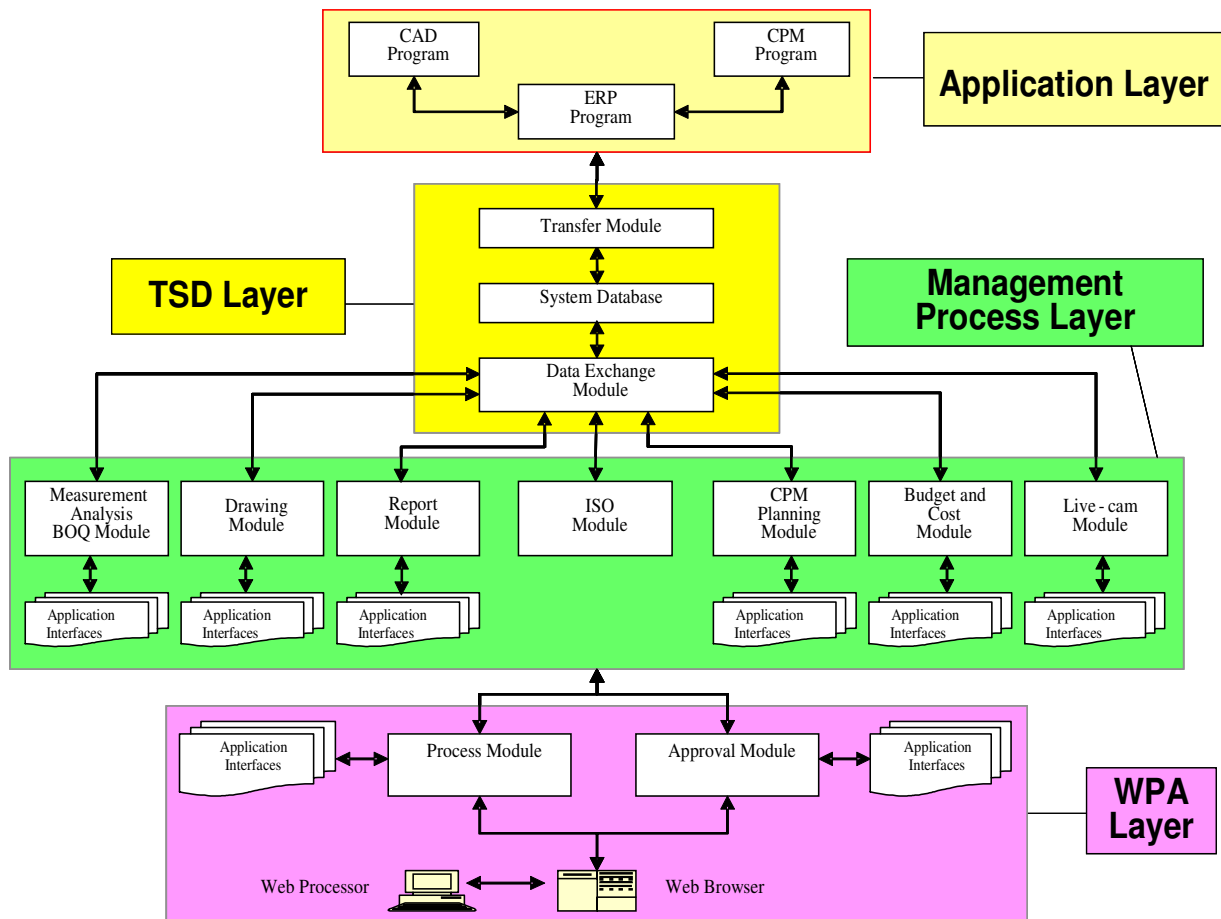 CAD
Program
CPM
Program
ERP
Program
Application Layer
Transfer Module
System Database
Data Exchange
Module
TSD Layer
Management
Process Layer
Measurement
Analysis
BOQ Module
Drawing
Module
Report
Module
ISO
Module
CPM
Planning
Module
Budget and
Cost
Module
Live - cam
Module
Application
Interfaces
Application
Interfaces
Application
Interfaces
Application
Interfaces
Application
Interfaces
Application
Interfaces
Application
Interfaces
Process Module
Approval Module
Application
Interfaces
WPA
Layer
Web Processor
Web Browser